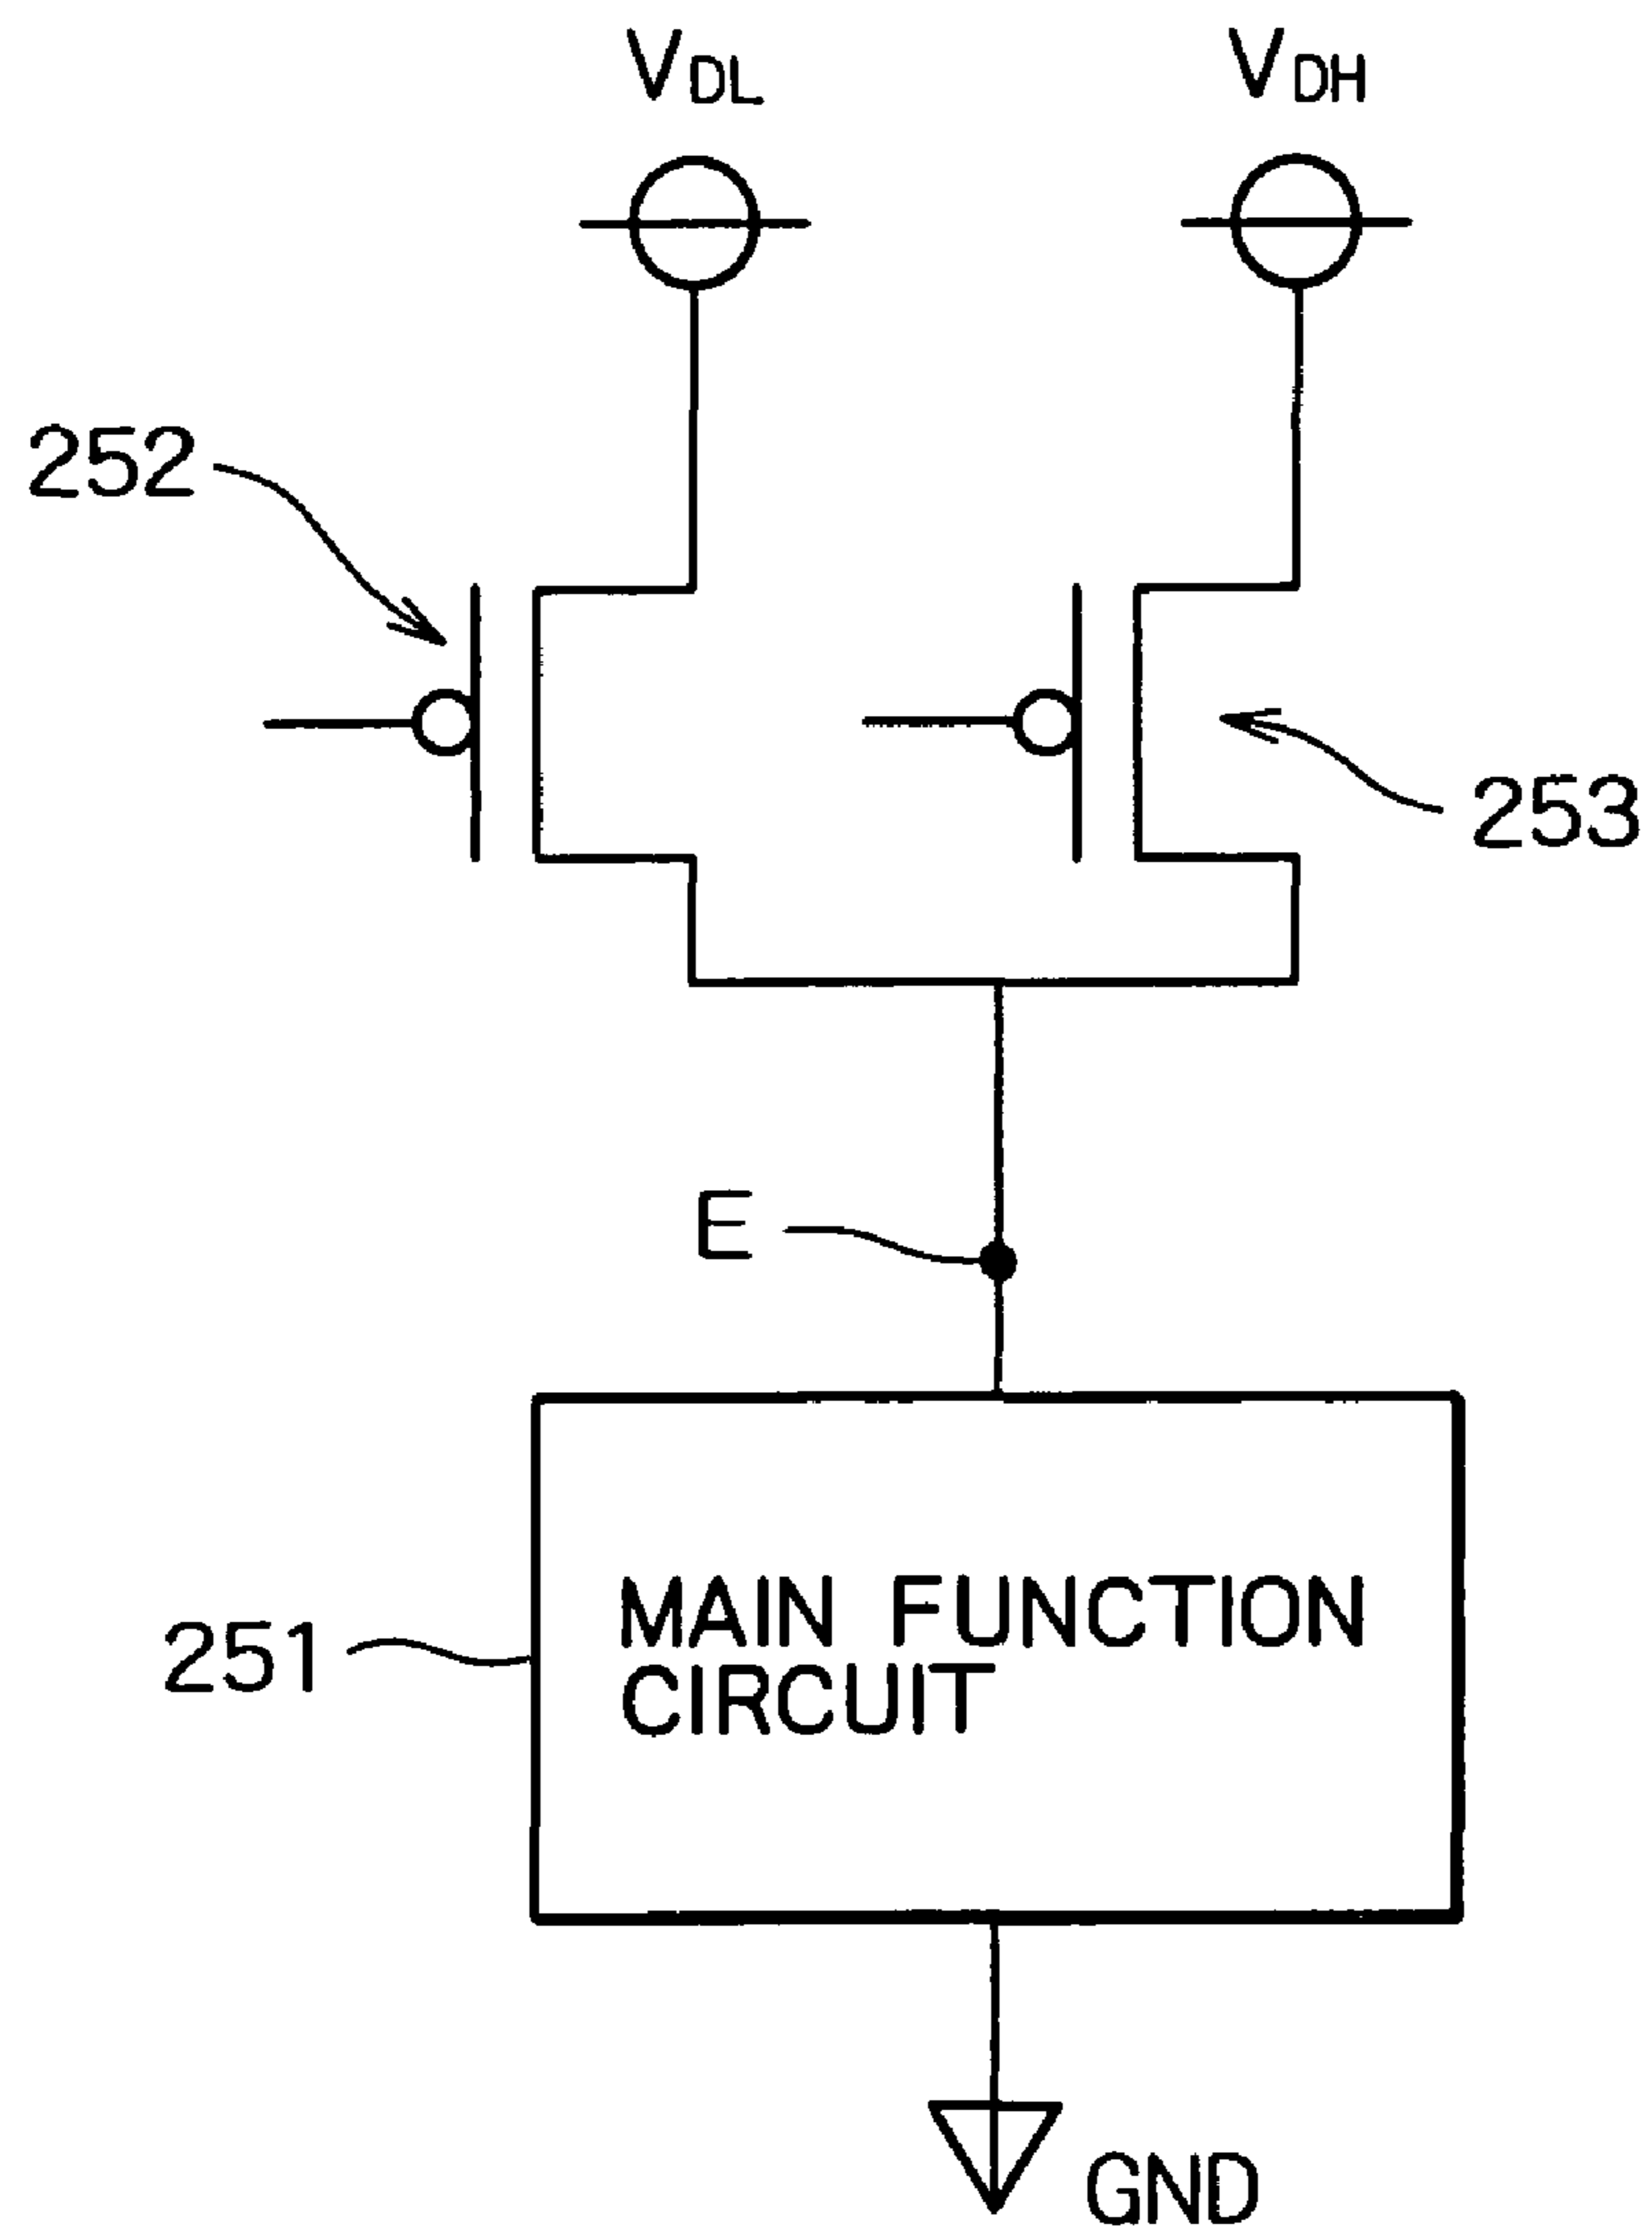 VDL
VDH
252
253
E
MAIN FUNCTION
CIRCUIT
251
GND